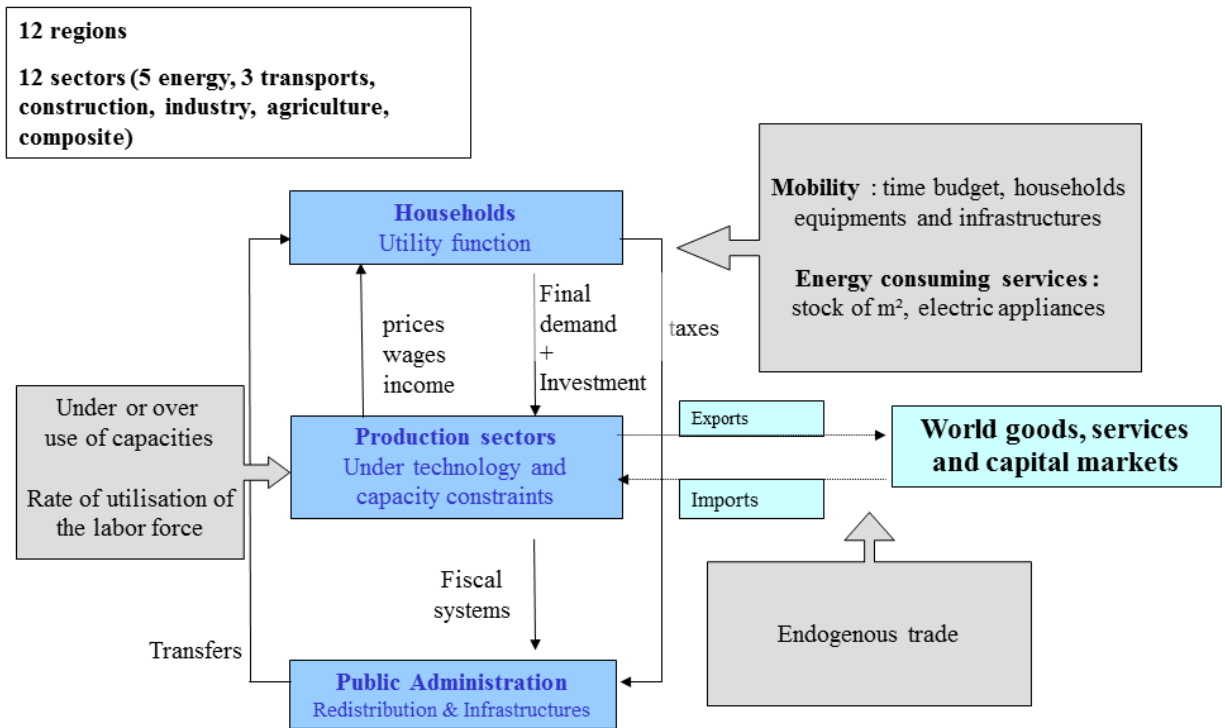 12 regions
12 sectors (5 energy, 3 transports,
construction, industry, agriculture,
composite)
Mobility : time budget, households
equipments and infrastructures
Energy consuming services :
stock of m², electric appliances
Households
Utility function
prices
wages
income
Final
demand
+
Investment
taxes
Under or over
use of capacities
Rate of utilisation of
the labor force
Production sectors
Under technology and
capacity constraints
Exports
Imports
World goods, services
and capital markets
Fiscal
systems
Endogenous trade
Transfers
Public Administration
Redistribution & Infrastructures